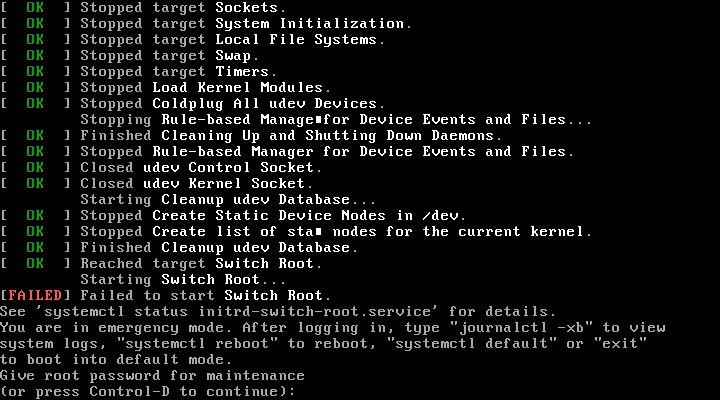 [  OK  ] Stopped target Sockets.
[  OK  ] Stopped target System Initialization.
[  OK  ] Stopped target Local File Systems.
[  OK  ] Stopped target Swap.
[  OK  ] Stopped target Timers.
[  OK  ] Stopped Load Kernel Modules.
[  OK  ] Stopped Coldplug All udev Devices.
         Stopping Rule-based Manage■for Device Events and Files...
[  OK  ] Finished Cleaning Up and Shutting Down Daemons.
[  OK  ] Stopped Rule-based Manager for Device Events and Files.
[  OK  ] Closed udev Control Socket.
[  OK  ] Closed udev Kernel Socket.
         Starting Cleanup udev Database...
[  OK  ] Stopped Create Static Device Nodes in /dev.
[  OK  ] Stopped Create list of sta■ nodes for the current kernel.
[  OK  ] Finished Cleanup udev Database.
[  OK  ] Reached target Switch Root.
         Starting Switch Root...
[FAILED] Failed to start Switch Root.
See 'systemctl status initrd-switch-root.service' for details.
You are in emergency mode. After logging in, type "journalctl -xb" to view
system logs, "systemctl reboot" to reboot, "systemctl default" or "exit"
to boot into default mode.
Give root password for maintenance
(or press Control-D to continue):